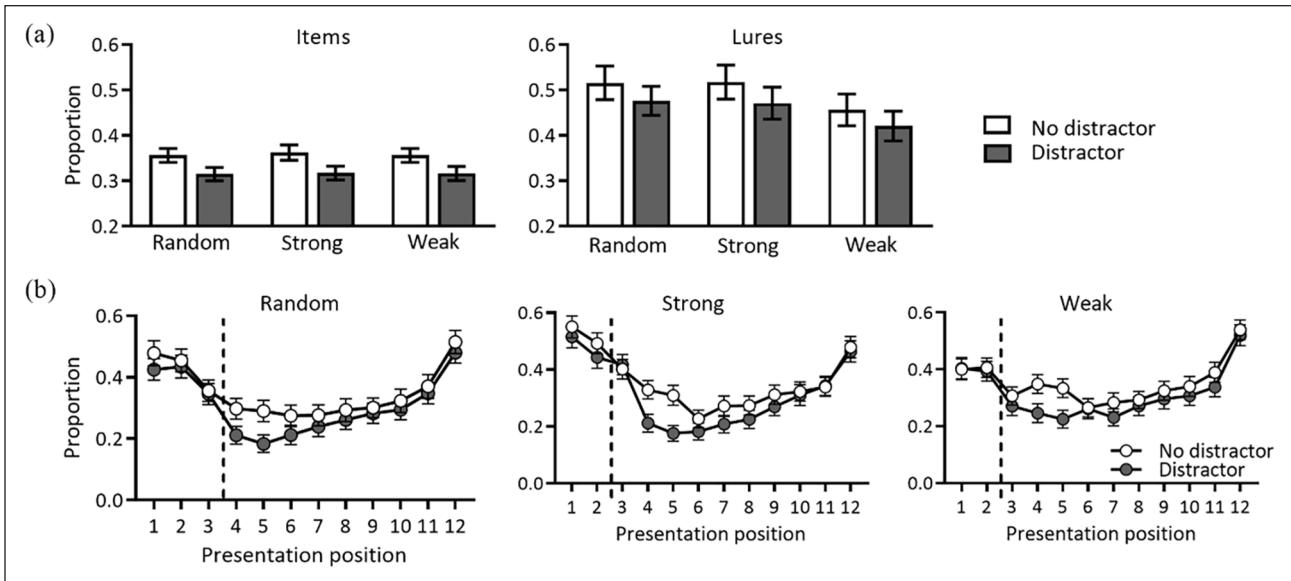 (a)
Items
Lures
Proportion
0.6
0.5
0.4
0.3
0.2
Random Strong Weak
0.6
0.5
0.4
0.3
0.2
Random Strong Weak
No distractor
Distractor
(b)
Random
Strong
Weak
Proportion
0.6
0.4
0.2
0.0
1 2 3 4 5 6 7 8 9 10 11 12
Presentation position
0.6
0.4
0.2
0.0
1 2 3 4 5 6 7 8 9 10 11 12
Presentation position
0.6
0.4
0.2
0.0
1 2 3 4 5 6 7 8 9 10 11 12
Presentation position
No distractor
Distractor